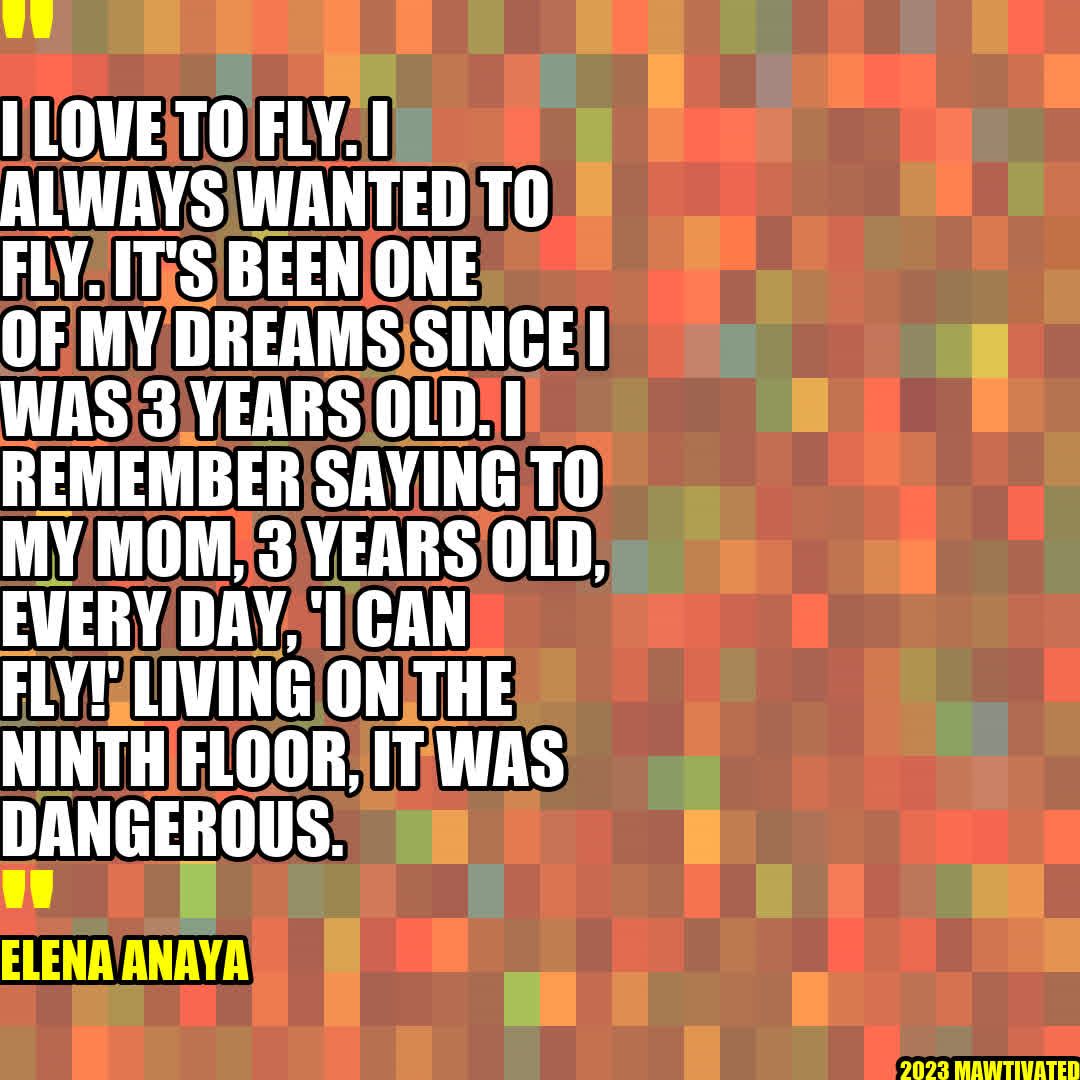 "
I LOVE TO FLY. I
ALWAYS WANTED TO
FLY. IT'S BEEN ONE
OF MY DREAMS SINCE I
WAS 3 YEARS OLD. I
REMEMBER SAYING TO
MY MOM, 3 YEARS OLD,
EVERY DAY, 'I CAN
FLY!' LIVING ON THE
NINTH FLOOR, IT WAS
DANGEROUS.
"
ELENA ANAYA
2023 MAWTIVATED